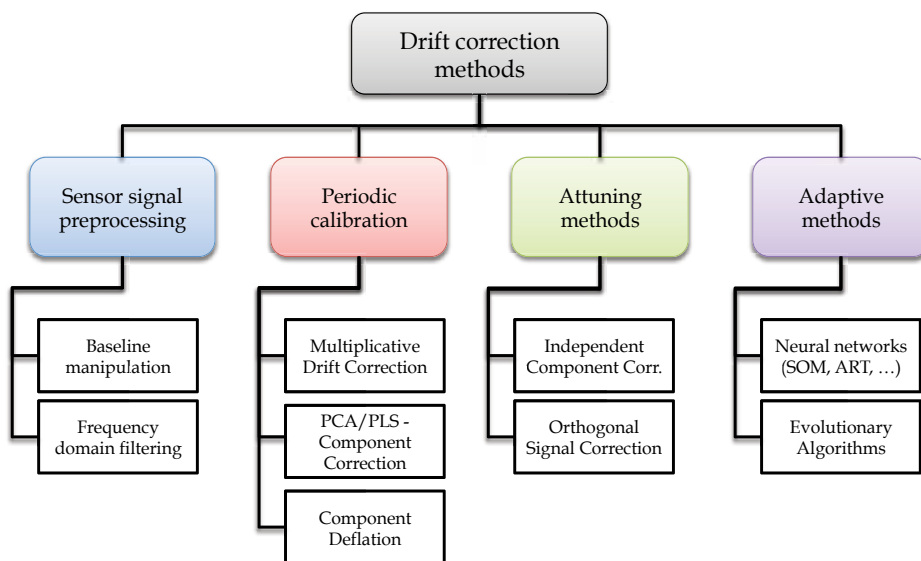 Drift correction
methods
Sensor signal
preprocessing
Periodic
calibration
Attuning
methods
Adaptive
methods
Baseline
manipulation
Frequency
domain filtering
Multiplicative
Drift Correction
PCA/PLS -
Component
Correction
Component
Deflation
Independent
Component Corr.
Orthogonal
Signal Correction
Neural networks
(SOM, ART, ...)
Evolutionary
Algorithms